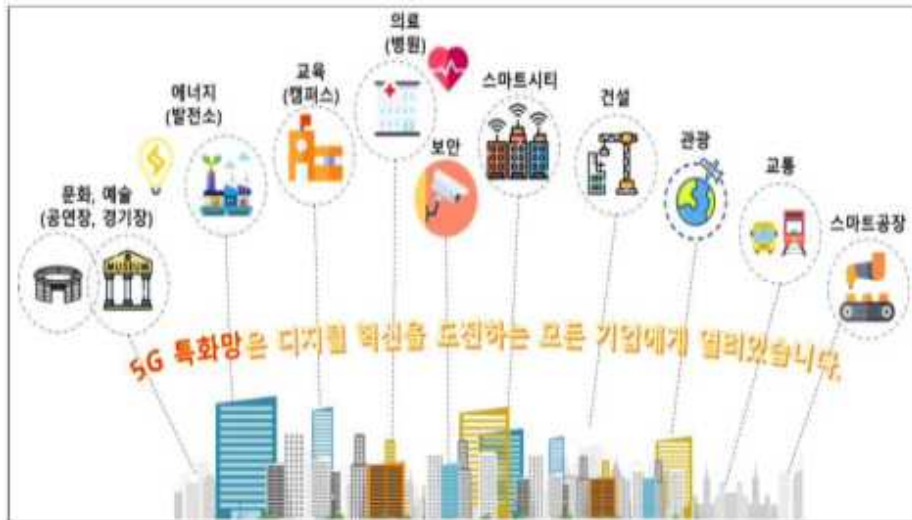 의료
(병원)
교육
(캠퍼스)
스마트시티
건설
에너지
(발전소)
보안
관광
교통
문화, 예술
(공연장, 경기장)
스마트공장
MUSEUM
5G 특화망은 디지털 혁신을 도전하는 모든 기업에게 열려있습니다.